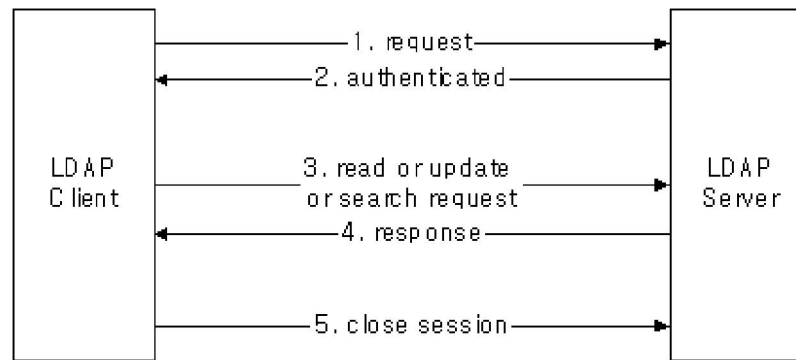 1. request
2. authenticated
LDAP
Client
3. read or update
or search request
LDAP
Server
4. response
5. close session